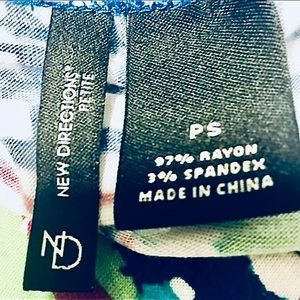 NEW DIRECTIONS®
PETITE
ND
PS
97% RAYON
3% SPANDEX
MADE IN CHINA